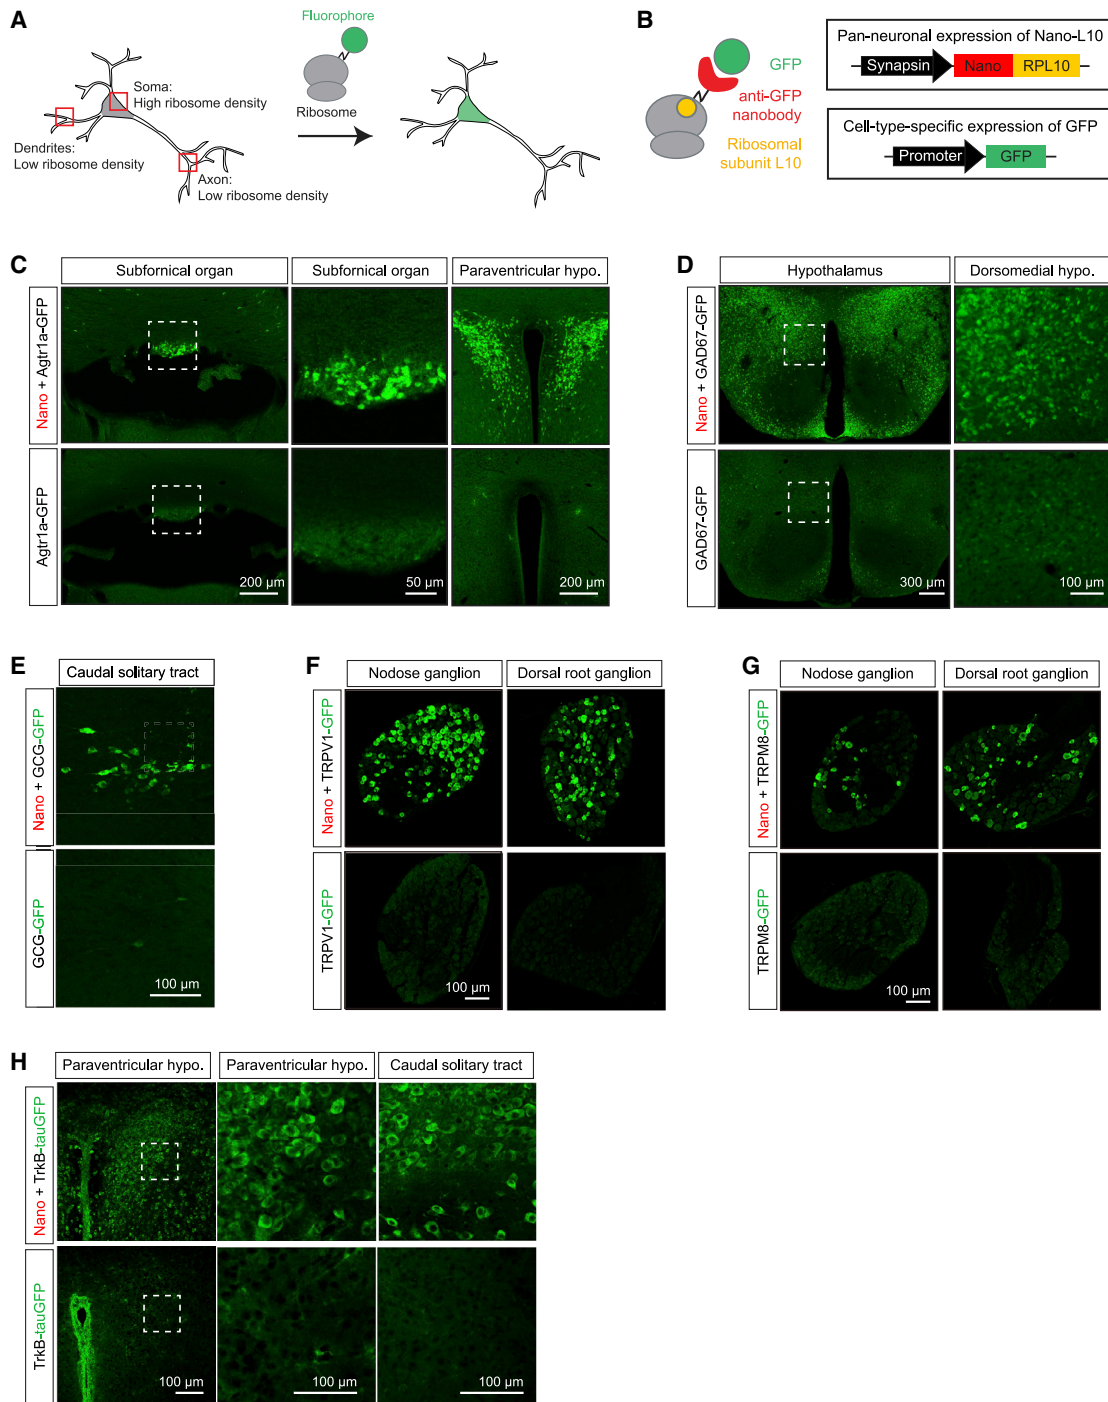 A
Fluorophore
Soma:
High ribosome density
Ribosome
Dendrites:
Low ribosome density
Axon:
Low ribosome density
B
GFP
anti-GFP
nanobody
Ribosomal
subunit L10
Pan-neuronal expression of Nano-L10
Synapsin Nano RPL10
Cell-type-specific expression of GFP
Promoter GFP
C
Subfornical organ
Subfornical organ
Paraventricular hypo.
Nano + Agtr1a-GFP
Agtr1a-GFP
200 µm
50 µm
200 µm
D
Hypothalamus
Dorsomedial hypo.
Nano + GAD67-GFP
GAD67-GFP
300 µm
100 µm
E
Caudal solitary tract
Nano + GCG-GFP
GCG-GFP
100 µm
F
Nodose ganglion
Dorsal root ganglion
Nano + TRPV1-GFP
TRPV1-GFP
100 µm
G
Nodose ganglion
Dorsal root ganglion
Nano + TRPM8-GFP
TRPM8-GFP
100 µm
H
Paraventricular hypo.
Paraventricular hypo.
Caudal solitary tract
Nano + TrkB-tauGFP
TrkB-tauGFP
100 µm
100 µm
100 µm